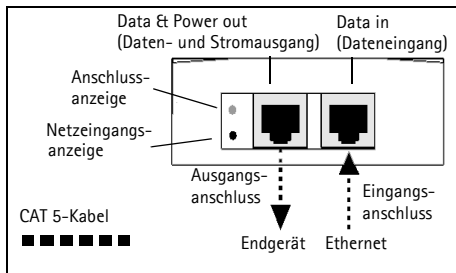 Data & Power out
(Daten- und Stromausgang)
Data in
(Dateneingang)
Anschluss-
anzeige
Netzeingangs-
anzeige
Ausgangs-
anschluss
Eingangs-
anschluss
CAT 5-Kabel
Endgerät
Ethernet